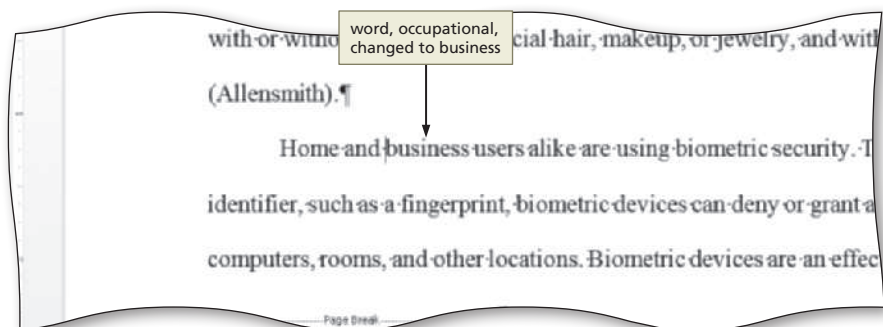 word, occupational,
changed to business
with or cial hair, makeup, or jewelry, and
(Allensmith).¶
Home and business users alike are using biometric security.
identifier, such as a fingerprint, biometric devices can deny or grant a
computers, rooms, and other locations. Biometric devices are an effec
Page Break